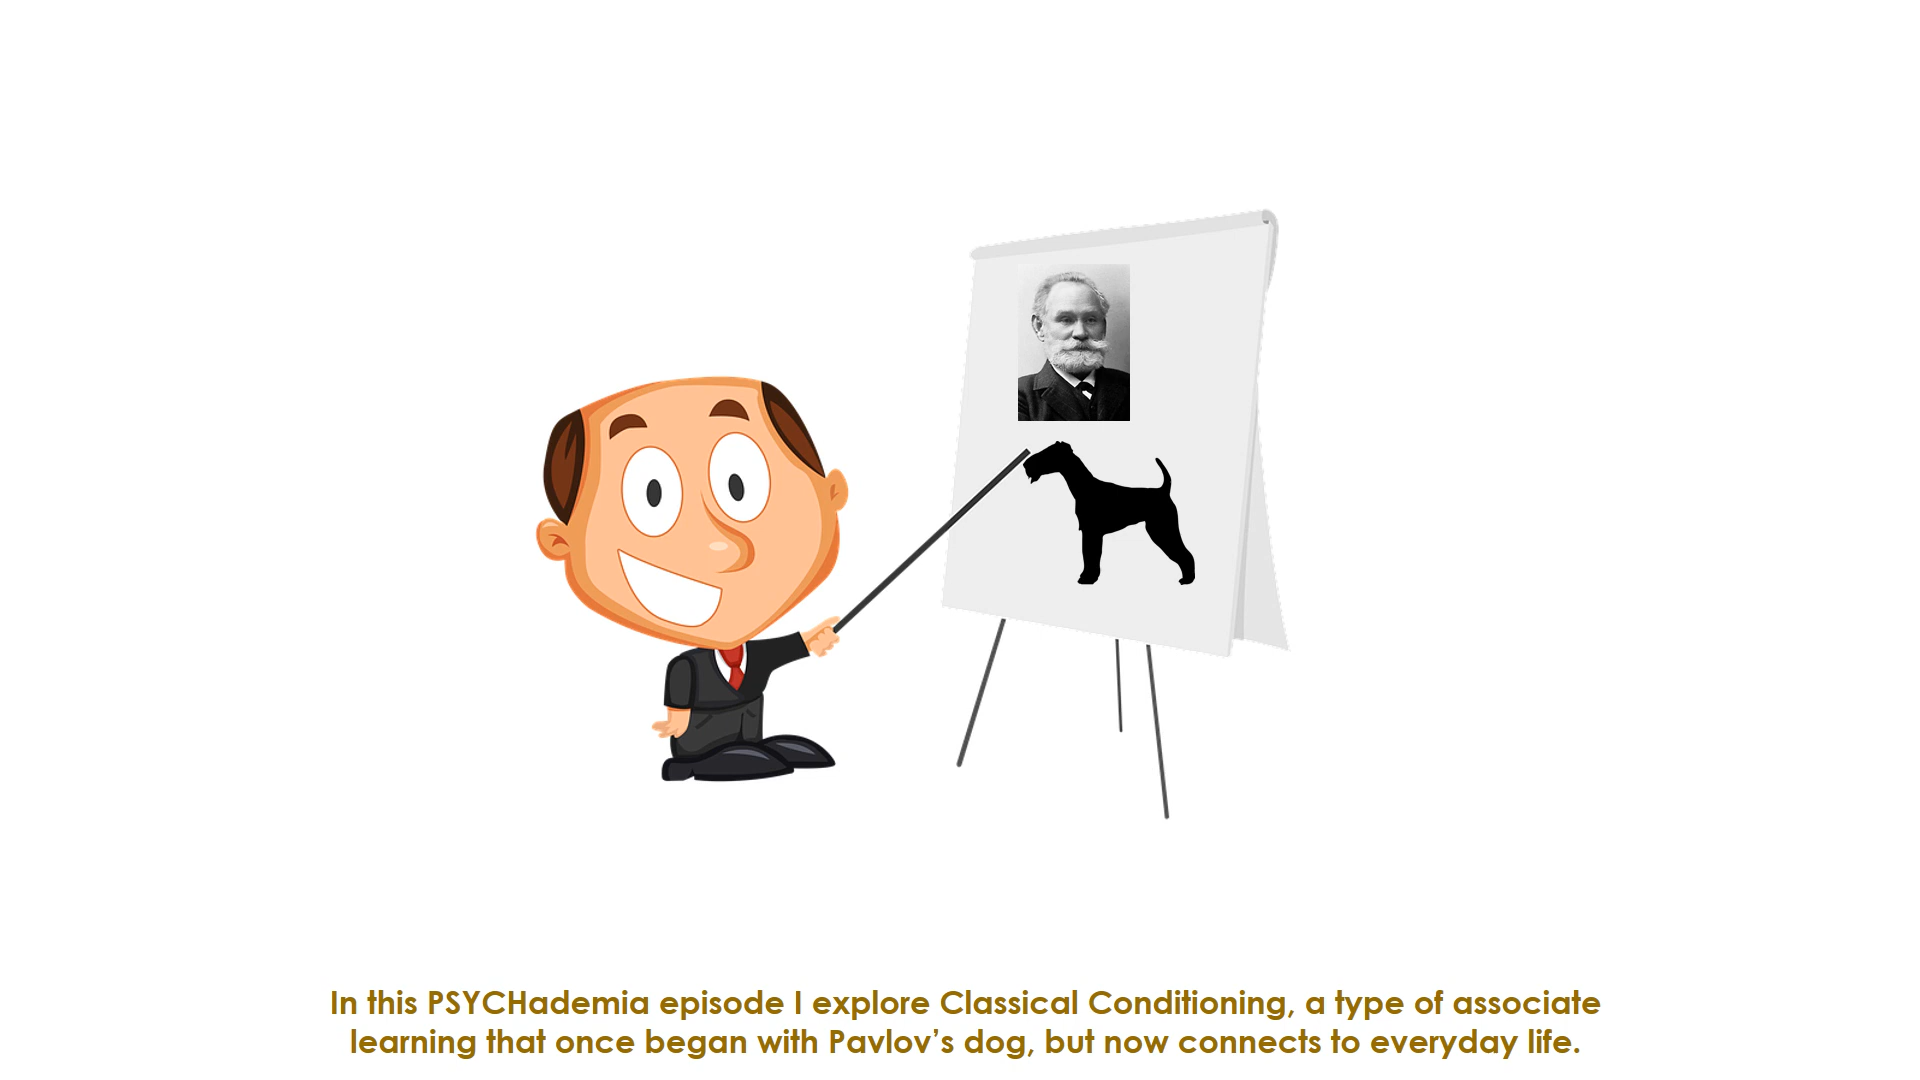 In this PSYCHademia episode I explore Classical Conditioning, a type of associate
learning that once began with Pavlov’s dog, but now connects to everyday life.